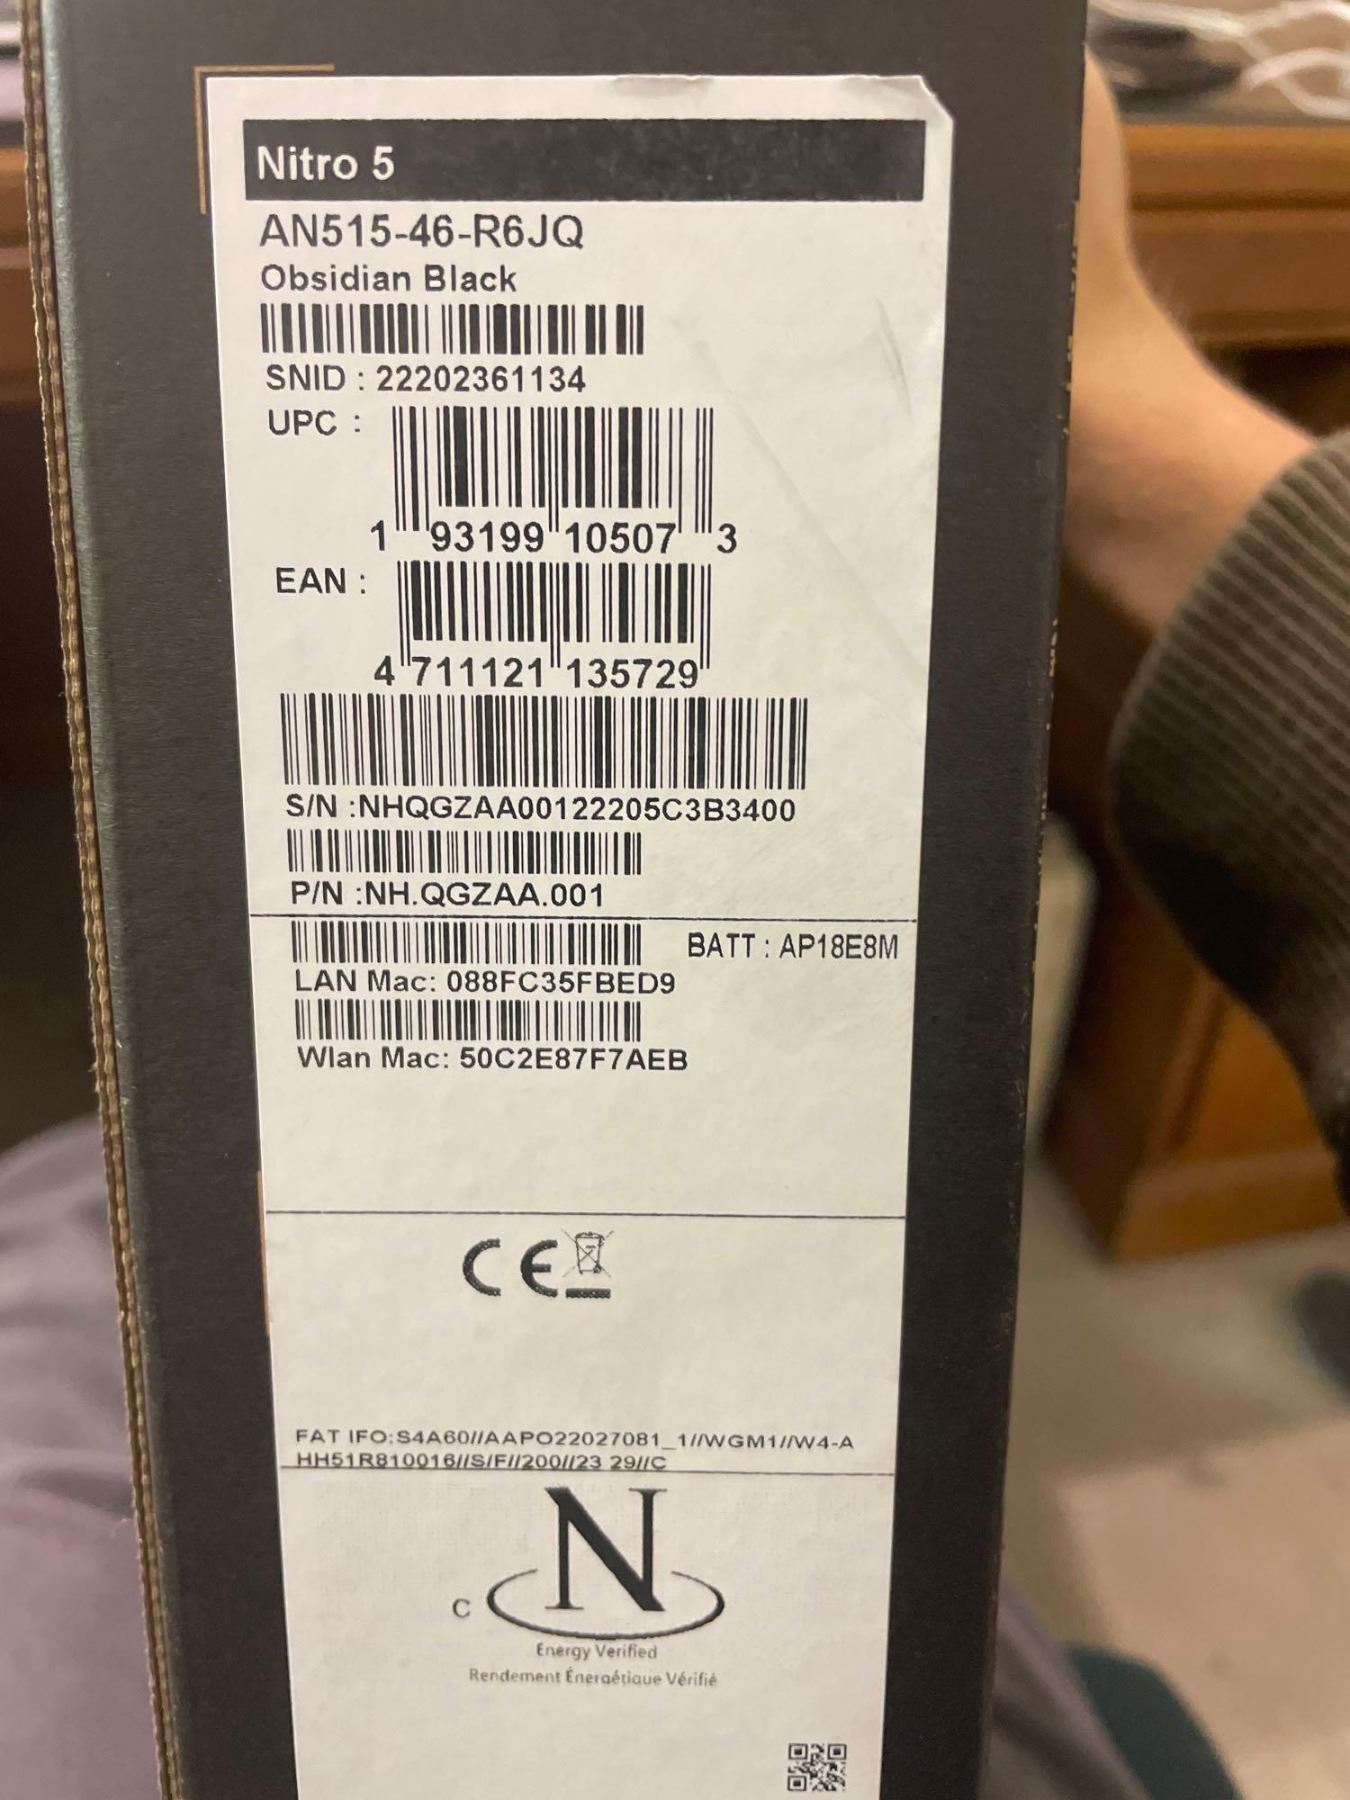 Nitro 5
AN515-46-R6JQ
Obsidian Black
SNID : 22202361134
UPC :
1 93199 10507 3
EAN :
4 711121 135729
S/N :NHQGZAA00122205C3B3400
P/N :NH.QGZAA.001
BATT : AP18E8M
LAN Mac: 088FC35FBED9
Wlan Mac: 50C2E87F7AEB
CE
FAT IFO:S4A60//AAPO22027081_1//WGM1//W4-A
HH51R810016//S/F//200//23 29//C
C N
Energy Verified
Rendement Énergétique Vérifié